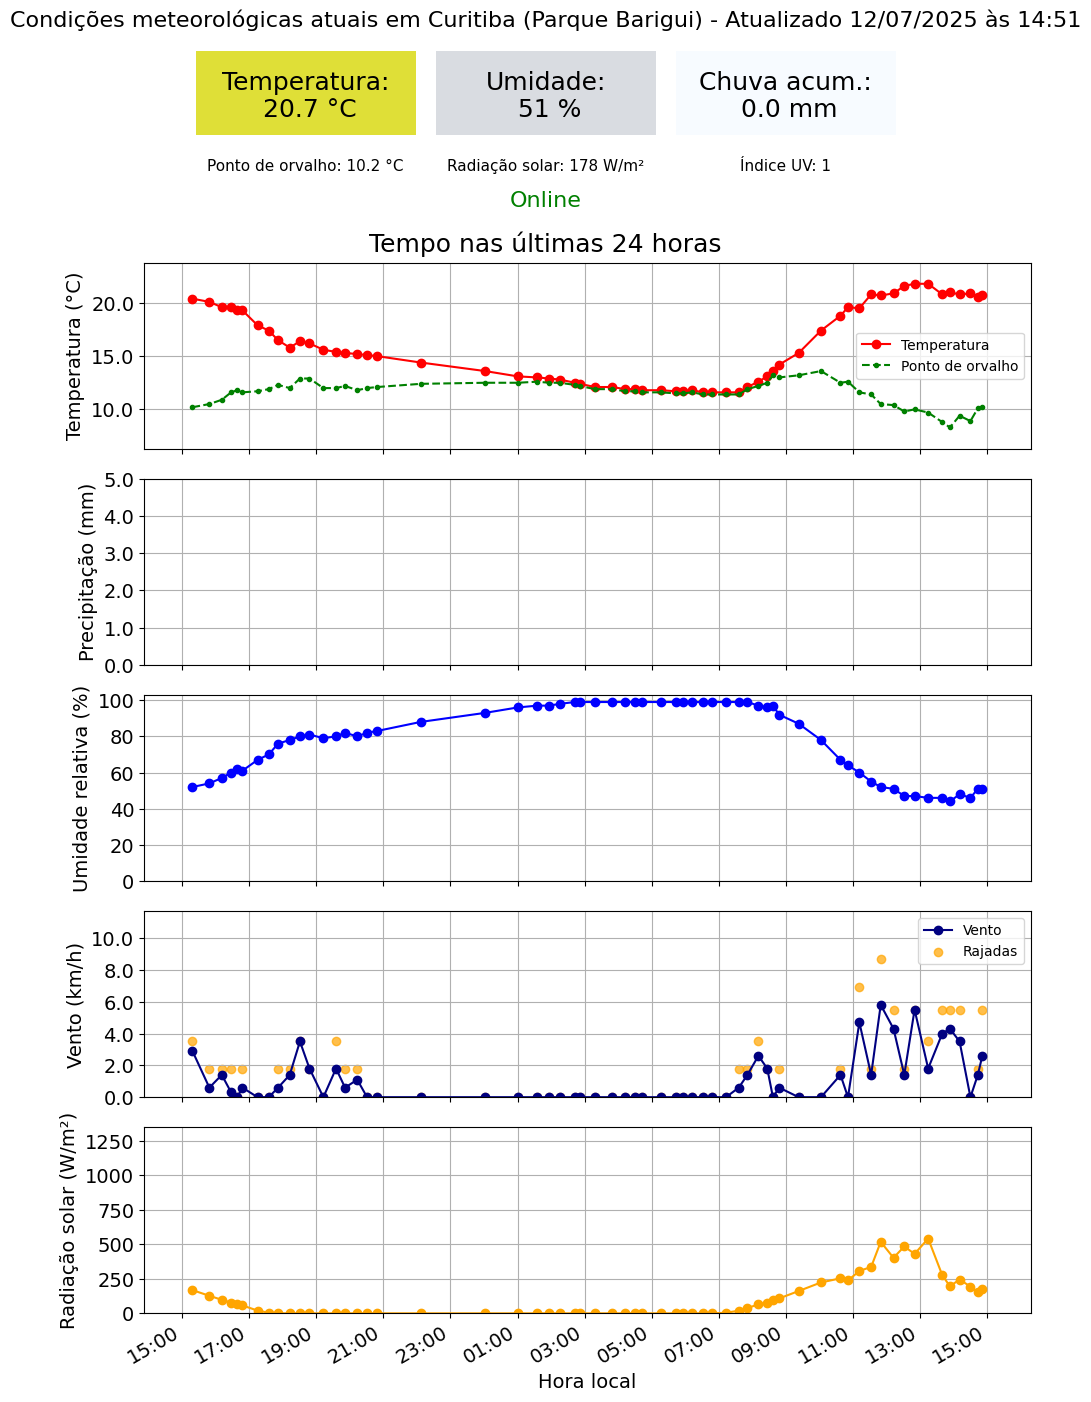 Condições meteorológicas atuais em Curitiba (Parque Barigui) - Atualizado 12/07/2025 às 14:51
Temperatura:
20.7 °C
Umidade:
51 %
Chuva acum.:
0.0 mm
Ponto de orvalho: 10.2 °C
Radiação solar: 178 W/m²
Índice UV: 1
Online
Tempo nas últimas 24 horas
Temperatura (°C)
20.0
15.0
10.0
Temperatura
Ponto de orvalho
Precipitação (mm)
5.0
4.0
3.0
2.0
1.0
0.0
Umidade relativa (%)
100
80
60
40
20
0
Vento (km/h)
10.0
8.0
6.0
4.0
2.0
0.0
Vento
Rajadas
Radiação solar (W/m²)
1250
1000
750
500
250
0
15:00
17:00
19:00
21:00
23:00
01:00
03:00
05:00
07:00
09:00
11:00
13:00
15:00
Hora local